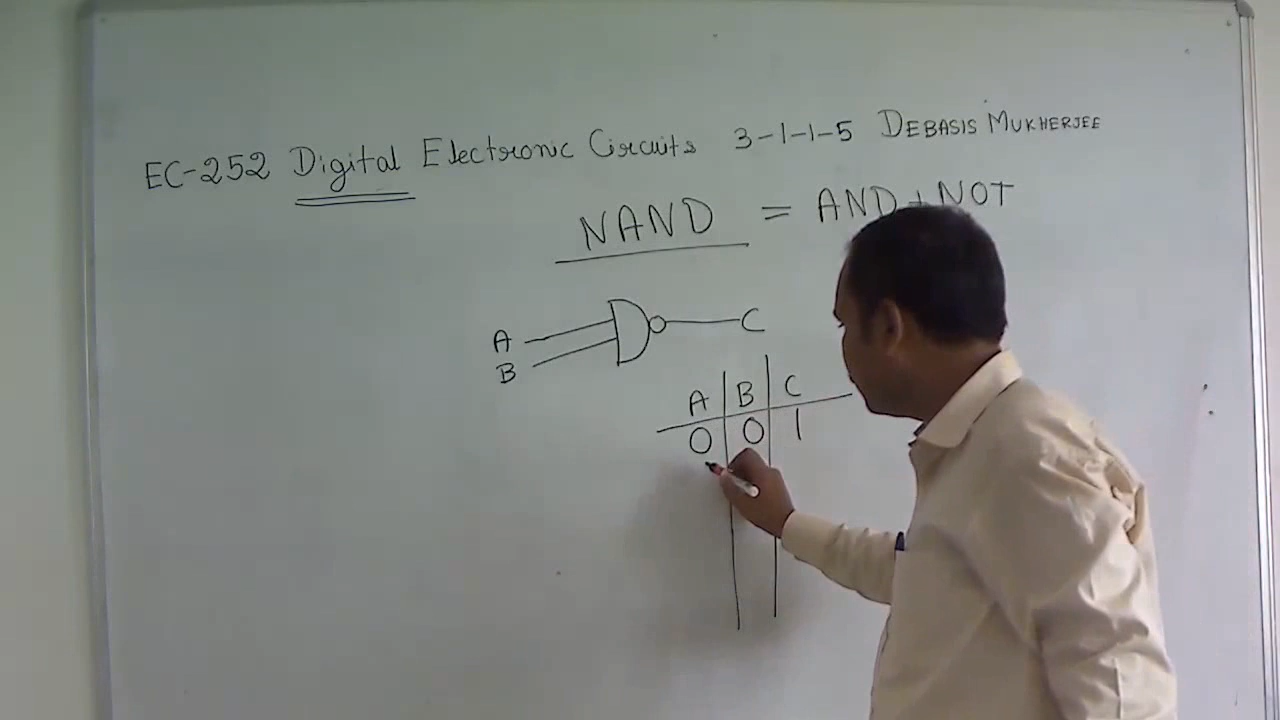 EC-252 Digital Electronic Circuits 3-1-1-5 DEBASIS MUKHERJEE
NAND = AND + NOT
A
B
C
A B C
0 0 1